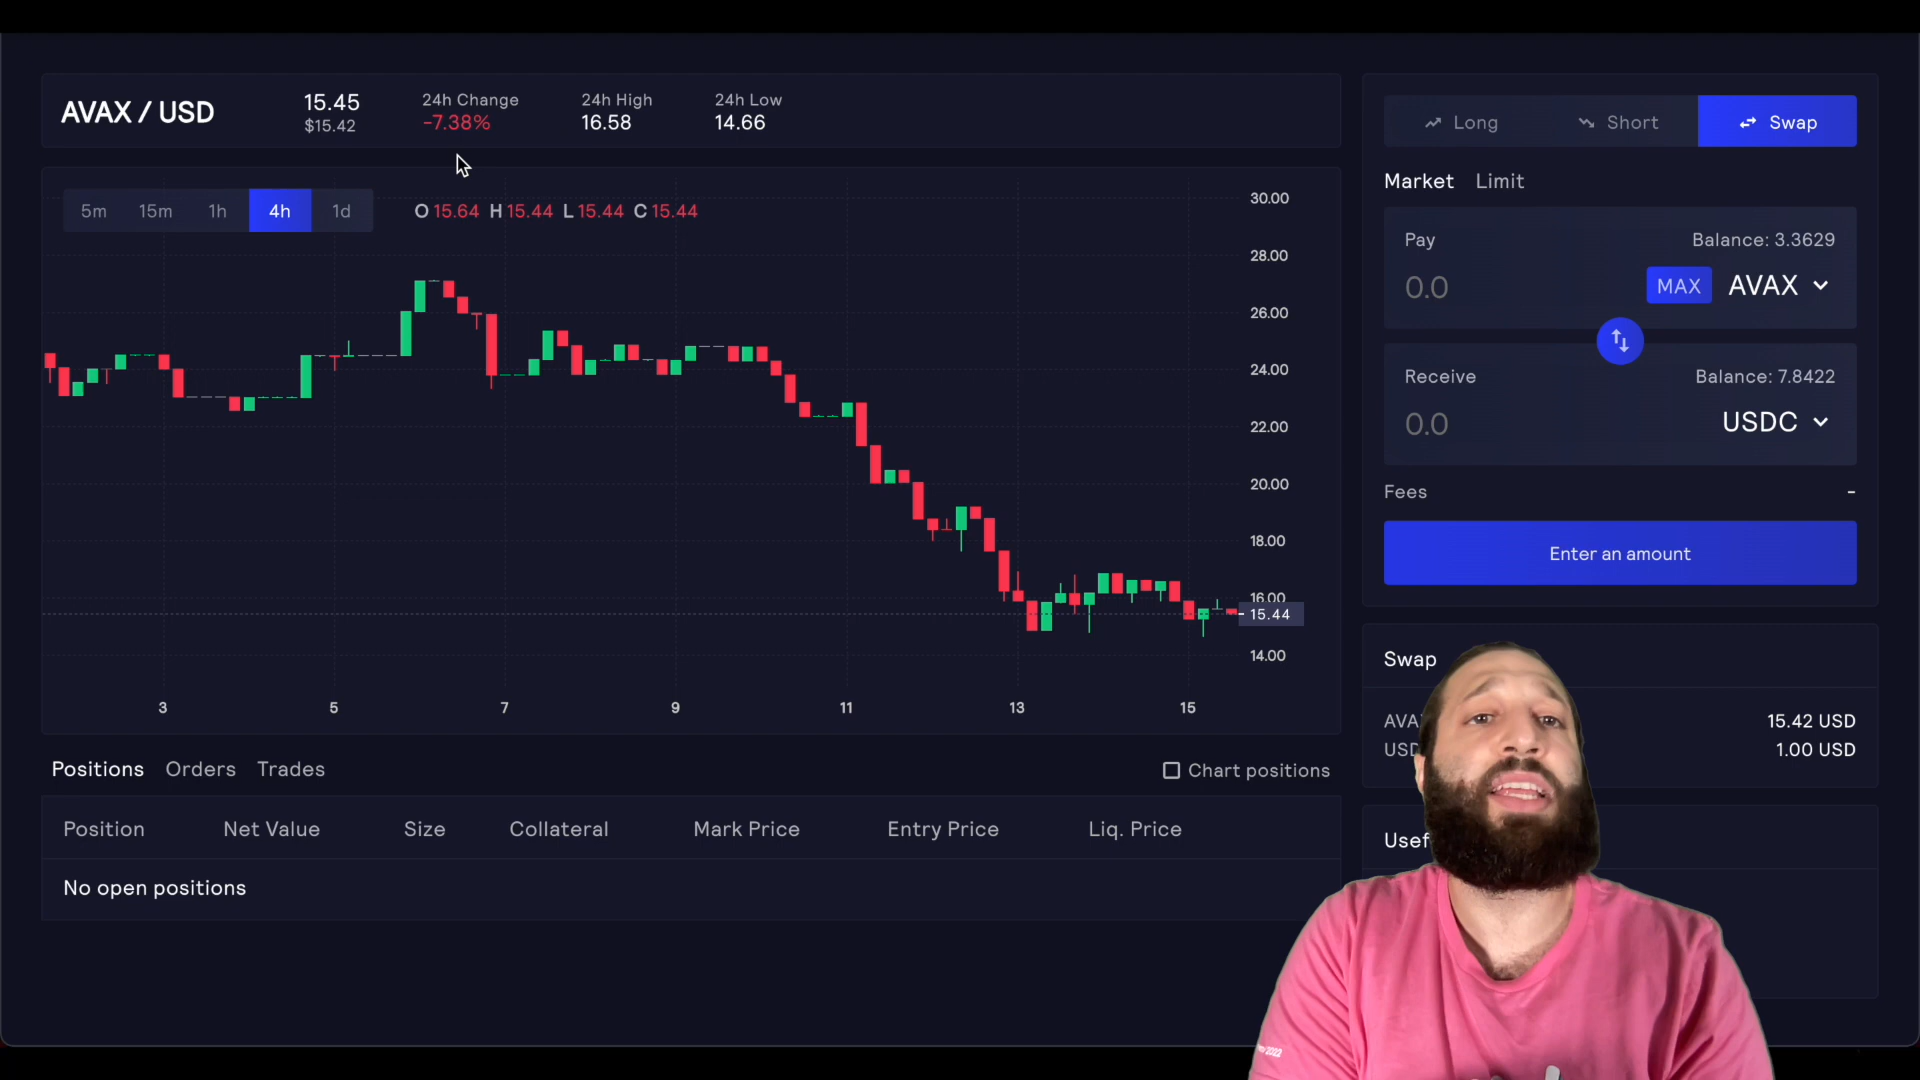 AVAX / USD
15.45
$15.42
24h Change
-7.38%
24h High
16.58
24h Low
14.66
5m 15m 1h 4h 1d
O 15.64 H 15.44 L 15.44 C 15.44
30.00
28.00
26.00
24.00
22.00
20.00
18.00
16.00
15.44
14.00
3 5 7 9 11 13 15
Positions Orders Trades
Chart positions
Position Net Value Size Collateral Mark Price Entry Price Liq. Price
No open positions
Long Short Swap
Market Limit
Pay Balance: 3.3629
0.0 MAX AVAX
Receive Balance: 7.8422
0.0 USDC
Fees -
Enter an amount
Swap
AVA 15.42 USD
USD 1.00 USD
Usef
2022